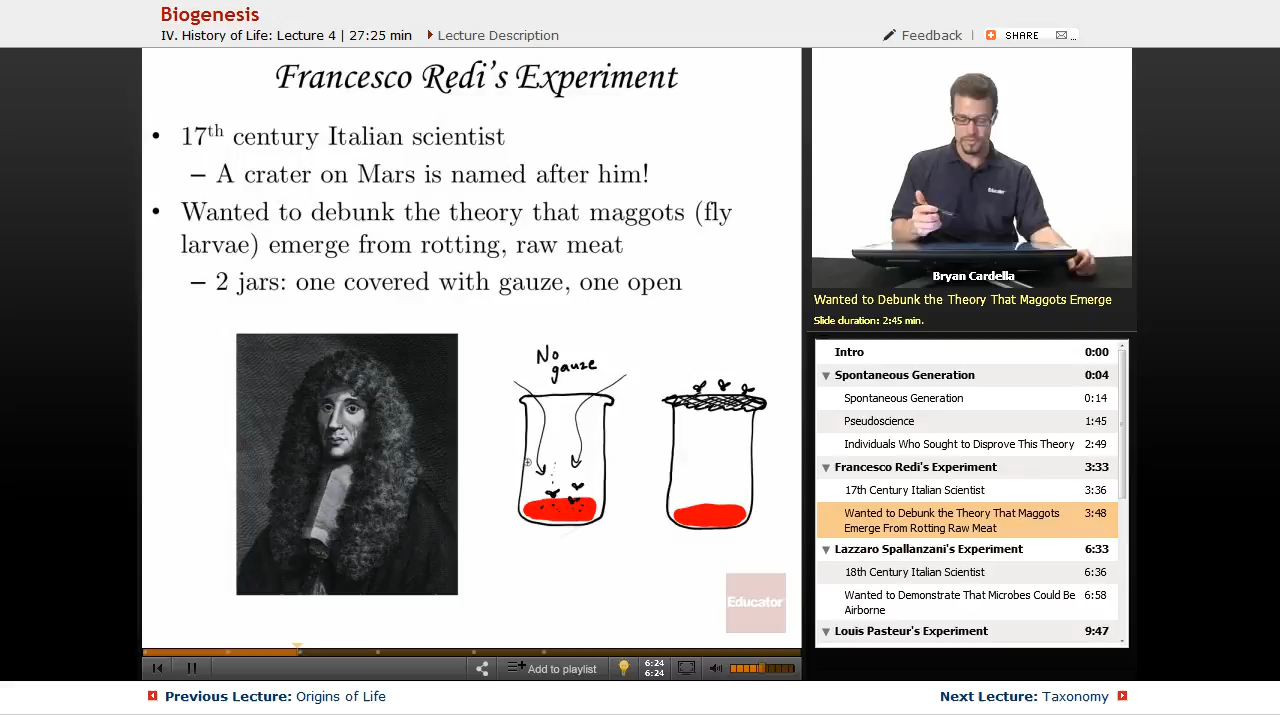 Biogenesis
IV. History of Life: Lecture 4 | 27:25 min
Lecture Description
Feedback
SHARE
Francesco Redi's Experiment
• 17th century Italian scientist
– A crater on Mars is named after him!
• Wanted to debunk the theory that maggots (fly
larvae) emerge from rotting, raw meat
– 2 jars: one covered with gauze, one open
No
gauze
Educator
Educator
Bryan Cardella
Wanted to Debunk the Theory That Maggots Emerge
Slide duration: 2:45 min.
Intro 0:00
Spontaneous Generation 0:04
Spontaneous Generation 0:14
Pseudoscience 1:45
Individuals Who Sought to Disprove This Theory 2:49
Francesco Redi's Experiment 3:33
17th Century Italian Scientist 3:36
Wanted to Debunk the Theory That Maggots 3:48
Emerge From Rotting Raw Meat
Lazzaro Spallanzani's Experiment 6:33
18th Century Italian Scientist 6:36
Wanted to Demonstrate That Microbes Could Be 6:58
Airborne
Louis Pasteur's Experiment 9:47
Add to playlist
6:24
6:24
Previous Lecture: Origins of Life
Next Lecture: Taxonomy